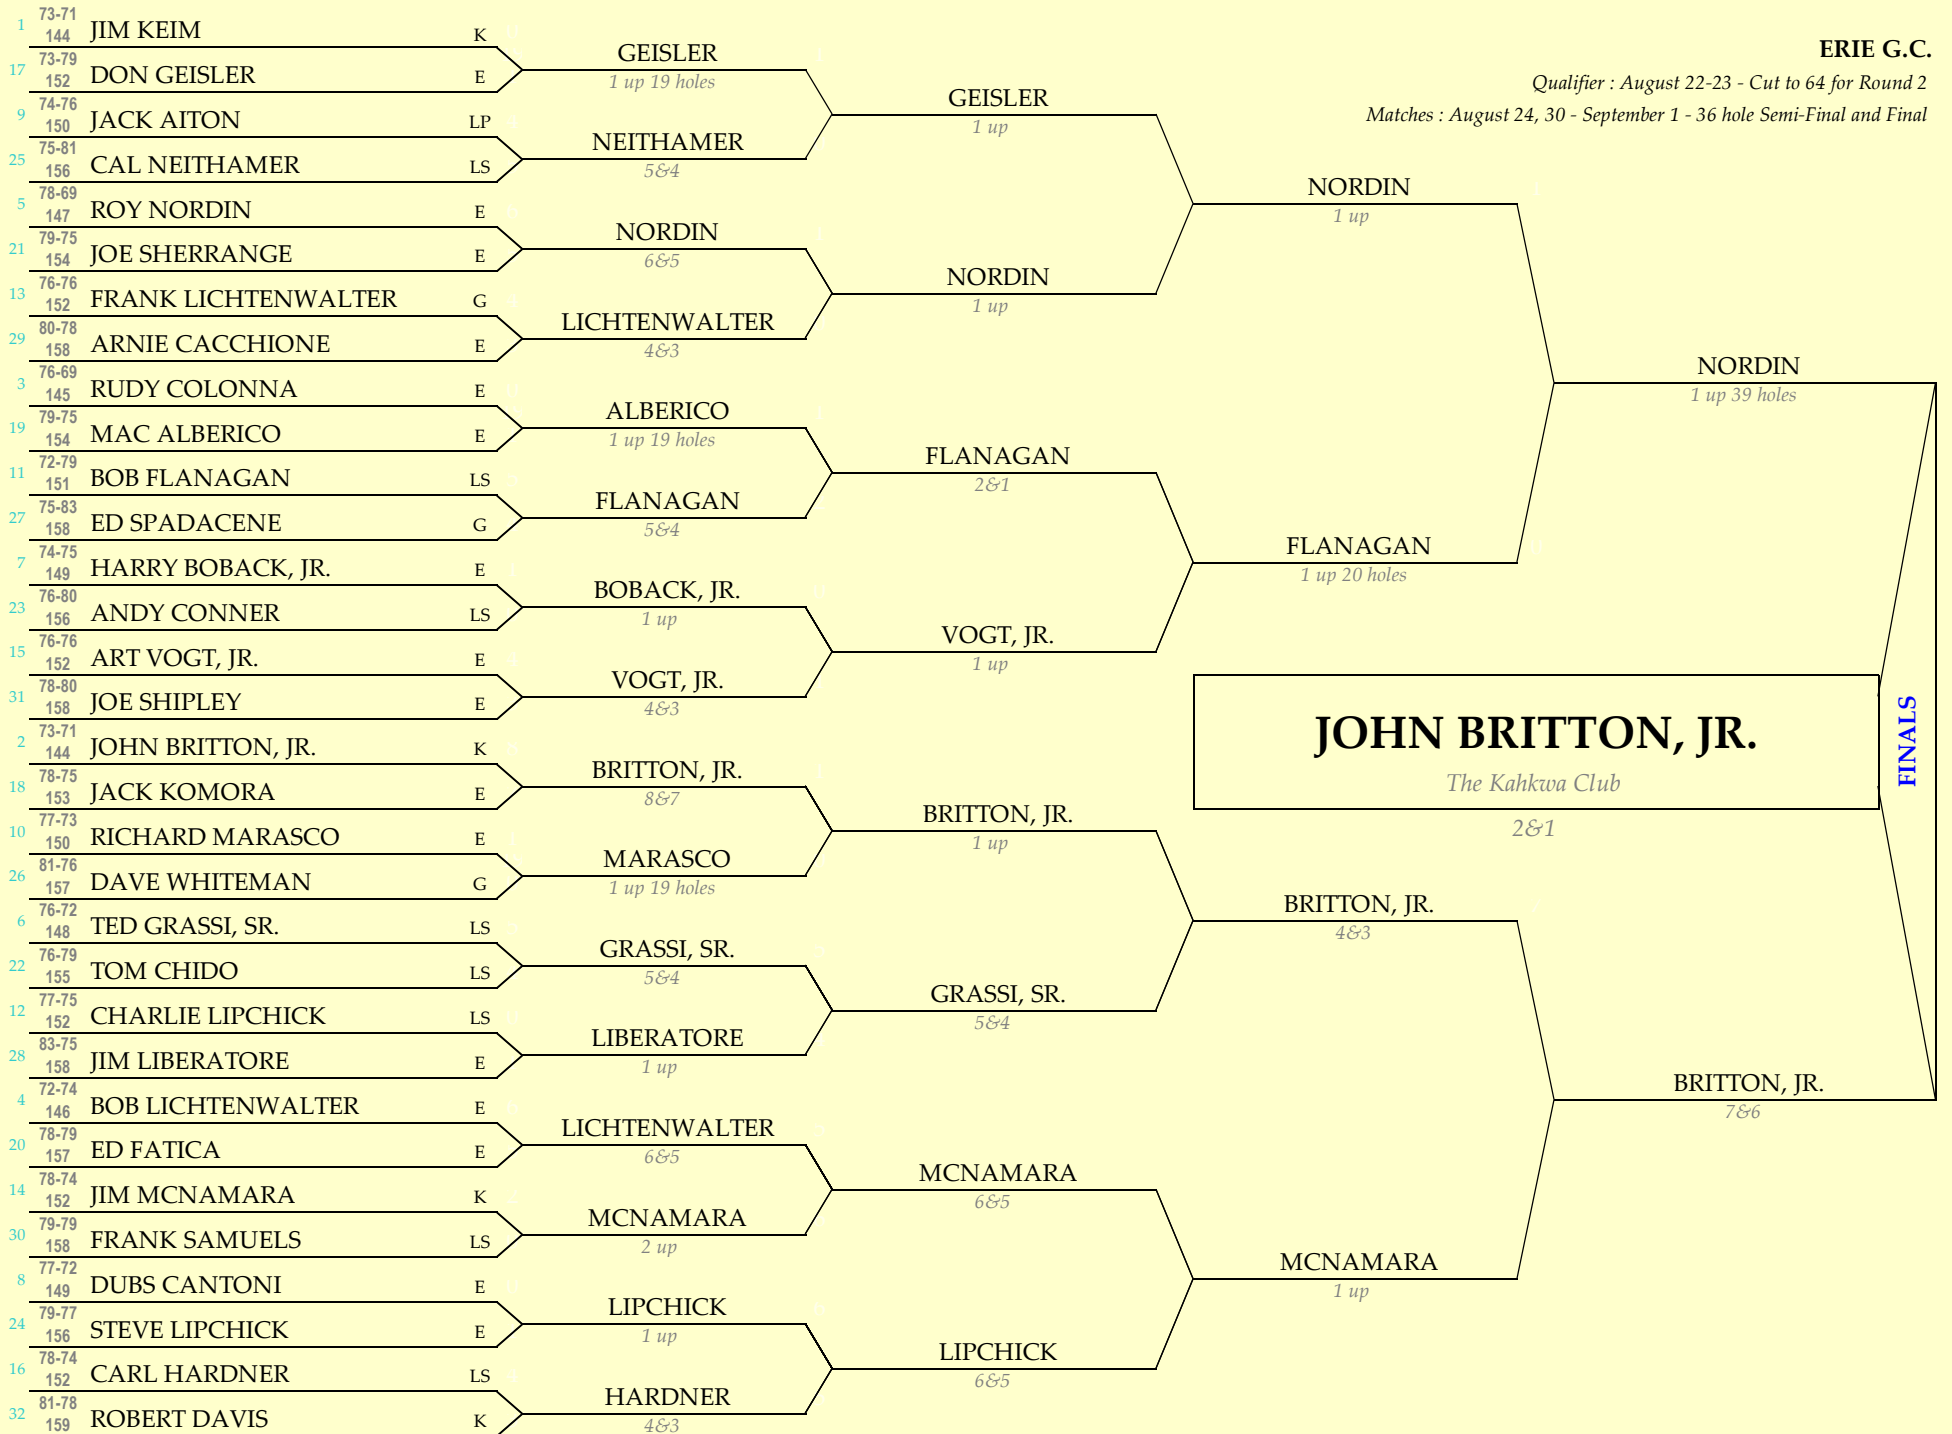 ERIE G.C.
Qualifier : August 22-23 - Cut to 64 for Round 2
Matches : August 24, 30 - September 1 - 36 hole Semi-Final and Final
1 73-71 144 JIM KEIM K
17 73-79 152 DON GEISLER E
9 74-76 150 JACK AITON LP
25 75-81 156 CAL NEITHAMER LS
5 78-69 147 ROY NORDIN E
21 79-75 154 JOE SHERRANGE E
13 76-76 152 FRANK LICHTENWALTER G
29 80-78 158 ARNIE CACCHIONE E
3 76-69 145 RUDY COLONNA E
19 79-75 154 MAC ALBERICO E
11 72-79 151 BOB FLANAGAN LS
27 75-83 158 ED SPADACENE G
7 74-75 149 HARRY BOBACK, JR. E
23 76-80 156 ANDY CONNER LS
15 76-76 152 ART VOGT, JR. E
31 78-80 158 JOE SHIPLEY E
2 73-71 144 JOHN BRITTON, JR. K
18 78-75 153 JACK KOMORA E
10 77-73 150 RICHARD MARASCO E
26 81-76 157 DAVE WHITEMAN G
6 76-72 148 TED GRASSI, SR. LS
22 76-79 155 TOM CHIDO LS
12 77-75 152 CHARLIE LIPCHICK LS
28 83-75 158 JIM LIBERATORE E
4 72-74 146 BOB LICHTENWALTER E
20 78-79 157 ED FATICA E
14 78-74 152 JIM MCNAMARA K
30 79-79 158 FRANK SAMUELS LS
8 77-72 149 DUBS CANTONI E
24 79-77 156 STEVE LIPCHICK E
16 78-74 152 CARL HARDNER LS
32 81-78 159 ROBERT DAVIS K
GEISLER
1 up 19 holes
NEITHAMER
5&4
NORDIN
6&5
LICHTENWALTER
4&3
ALBERICO
1 up 19 holes
FLANAGAN
5&4
BOBACK, JR.
1 up
VOGT, JR.
4&3
BRITTON, JR.
8&7
MARASCO
1 up 19 holes
GRASSI, SR.
5&4
LIBERATORE
1 up
LICHTENWALTER
6&5
MCNAMARA
2 up
LIPCHICK
1 up
HARDNER
4&3
GEISLER
1 up
NORDIN
1 up
FLANAGAN
2&1
VOGT, JR.
1 up
BRITTON, JR.
1 up
GRASSI, SR.
5&4
MCNAMARA
6&5
LIPCHICK
6&5
NORDIN
1 up
FLANAGAN
1 up 20 holes
BRITTON, JR.
4&3
MCNAMARA
1 up
NORDIN
1 up 39 holes
BRITTON, JR.
7&6
FINALS
JOHN BRITTON, JR.
The Kahkwa Club
2&1